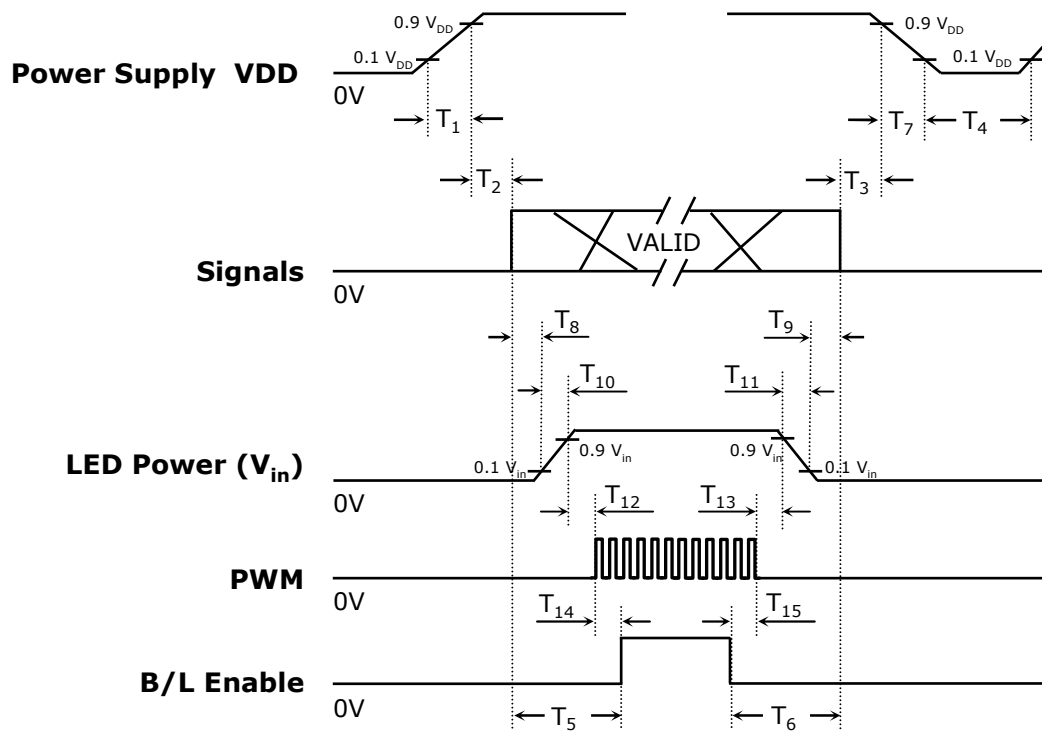 0.9 V_DD
0.9 V_DD
0.1 V_DD
0.1 V_DD
Power Supply VDD
0V
T_1
T_7
T_4
T_2
T_3
VALID
Signals
0V
T_8
T_9
T_10
T_11
LED Power (V_in)
0.1 V_in
0.9 V_in
0.9 V_in
0.1 V_in
0V
T_12
T_13
PWM
0V
T_14
T_15
B/L Enable
0V
T_5
T_6